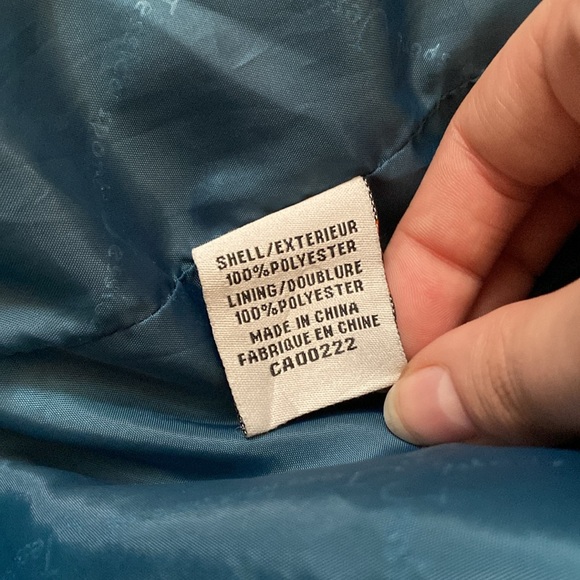 SHELL/EXTERIEUR
100%POLYESTER
LINING/DOUBLURE
100%POLYESTER
MADE IN CHINA
FABRIQUE EN CHINE
CA00222